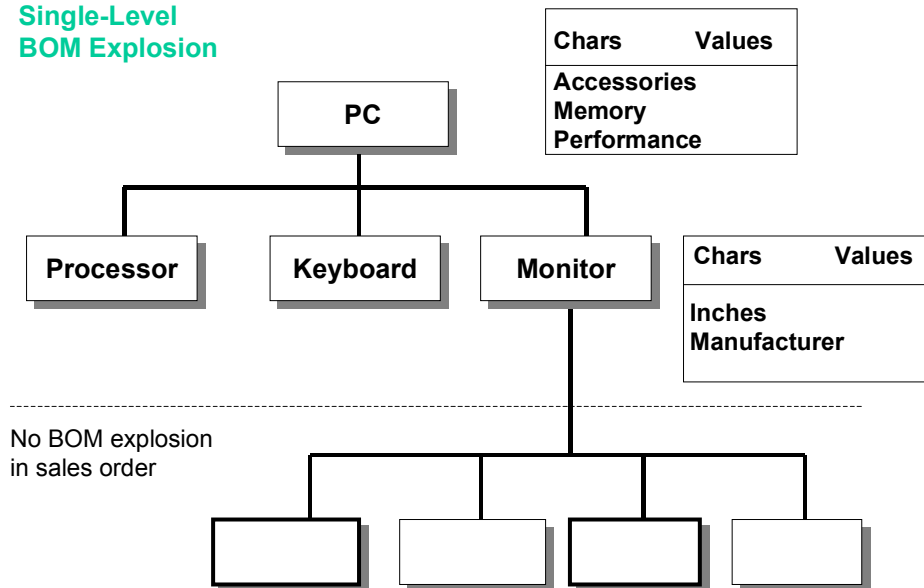 Single-Level
BOM Explosion
Chars Values
Accessories
Memory
Performance
PC
Processor
Keyboard
Monitor
Chars Values
Inches
Manufacturer
No BOM explosion
in sales order